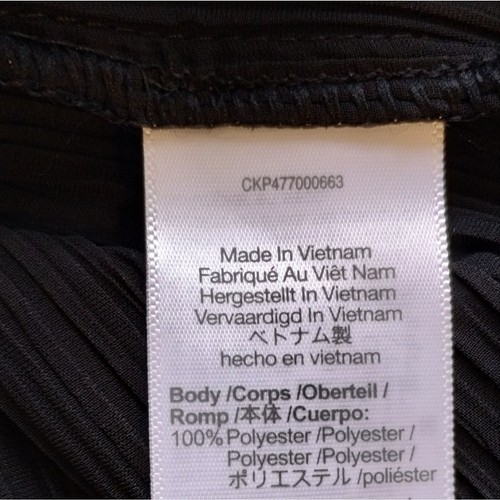 CKP477000663
Made In Vietnam
Fabriqué Au Viêt Nam
Hergestellt In Vietnam
Vervaardigd In Vietnam
ベトナム製
hecho en vietnam
Body /Corps /Oberteil /
Romp /本体 /Cuerpo:
100% Polyester /Polyester /
Polyester /Polyester /
ポリエステル /poliéster